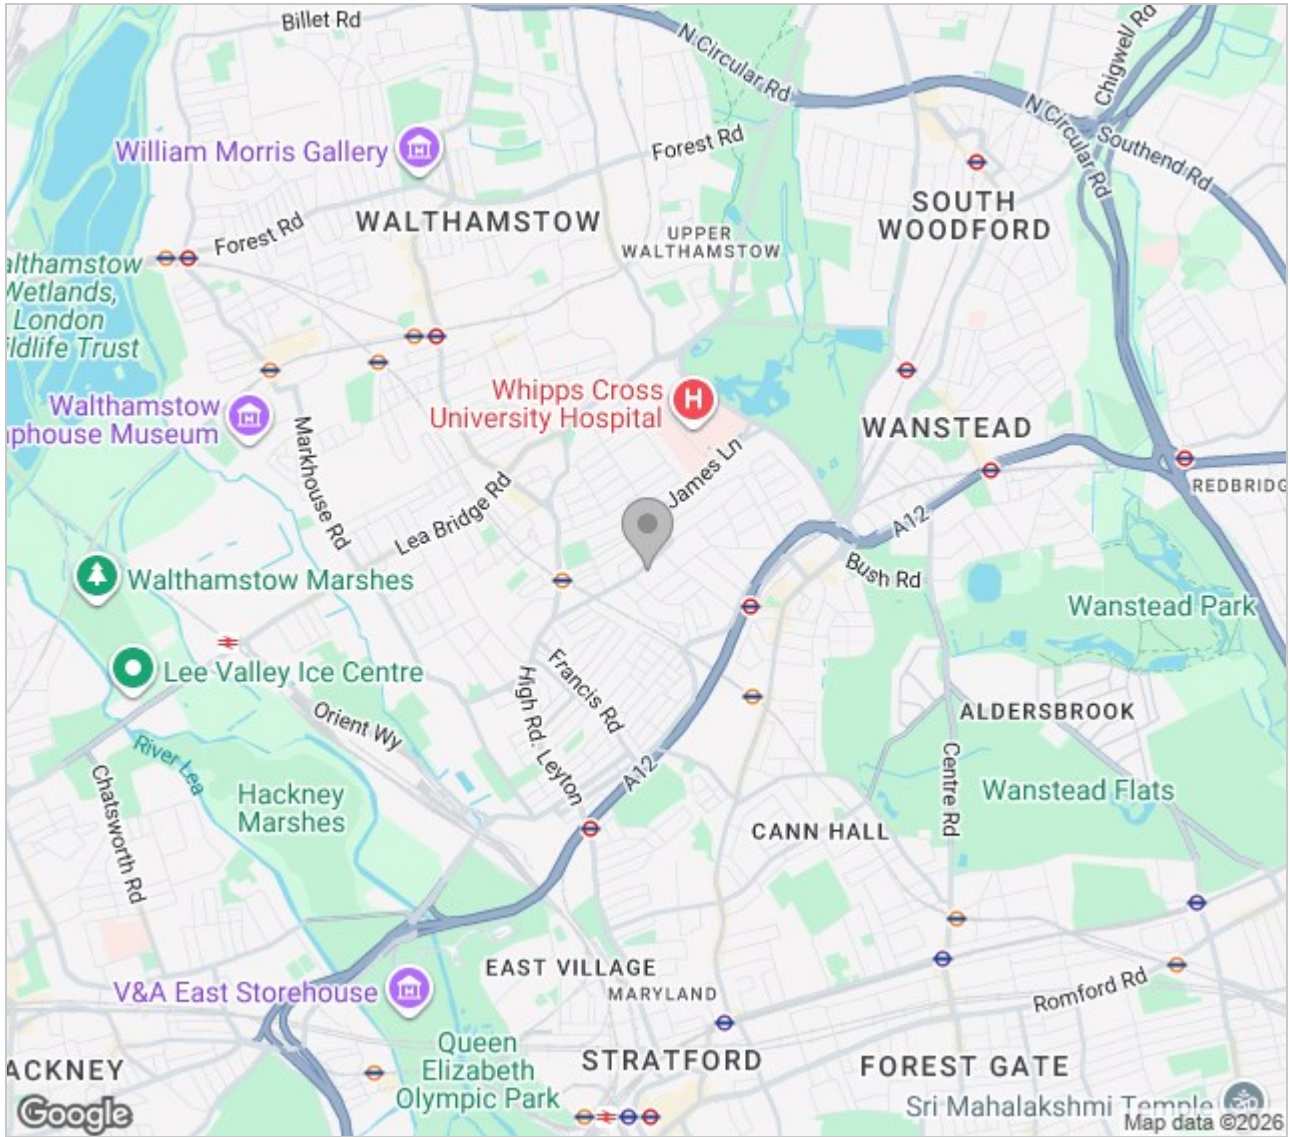 Billet Rd
N Circular Rd
Chigwell Rd
N Circular Rd
Southend Rd
William Morris Gallery
Forest Rd
WALTHAMSTOW
SOUTH
WOODFORD
UPPER
WALTHAMSTOW
Forest Rd
althamstow
Wetlands,
London
ildlife Trust
Whipps Cross
University Hospital
Walthamstow
mphouse Museum
WANSTEAD
Markhouse Rd
Lea Bridge Rd
James Ln
REDBRIDG
A12
Bush Rd
Walthamstow Marshes
Wanstead Park
Lee Valley Ice Centre
Francis Rd
High Rd. Leyton
Orient Wy
ALDERSBROOK
River Lea
A12
Centre Rd
Chatsworth Rd
Hackney
Marshes
Wanstead Flats
CANN HALL
EAST VILLAGE
V&A East Storehouse
MARYLAND
Romford Rd
Queen
Elizabeth
Olympic Park
STRATFORD
FOREST GATE
ACKNEY
Sri Mahalakshmi Temple
Google
Map data ©2026